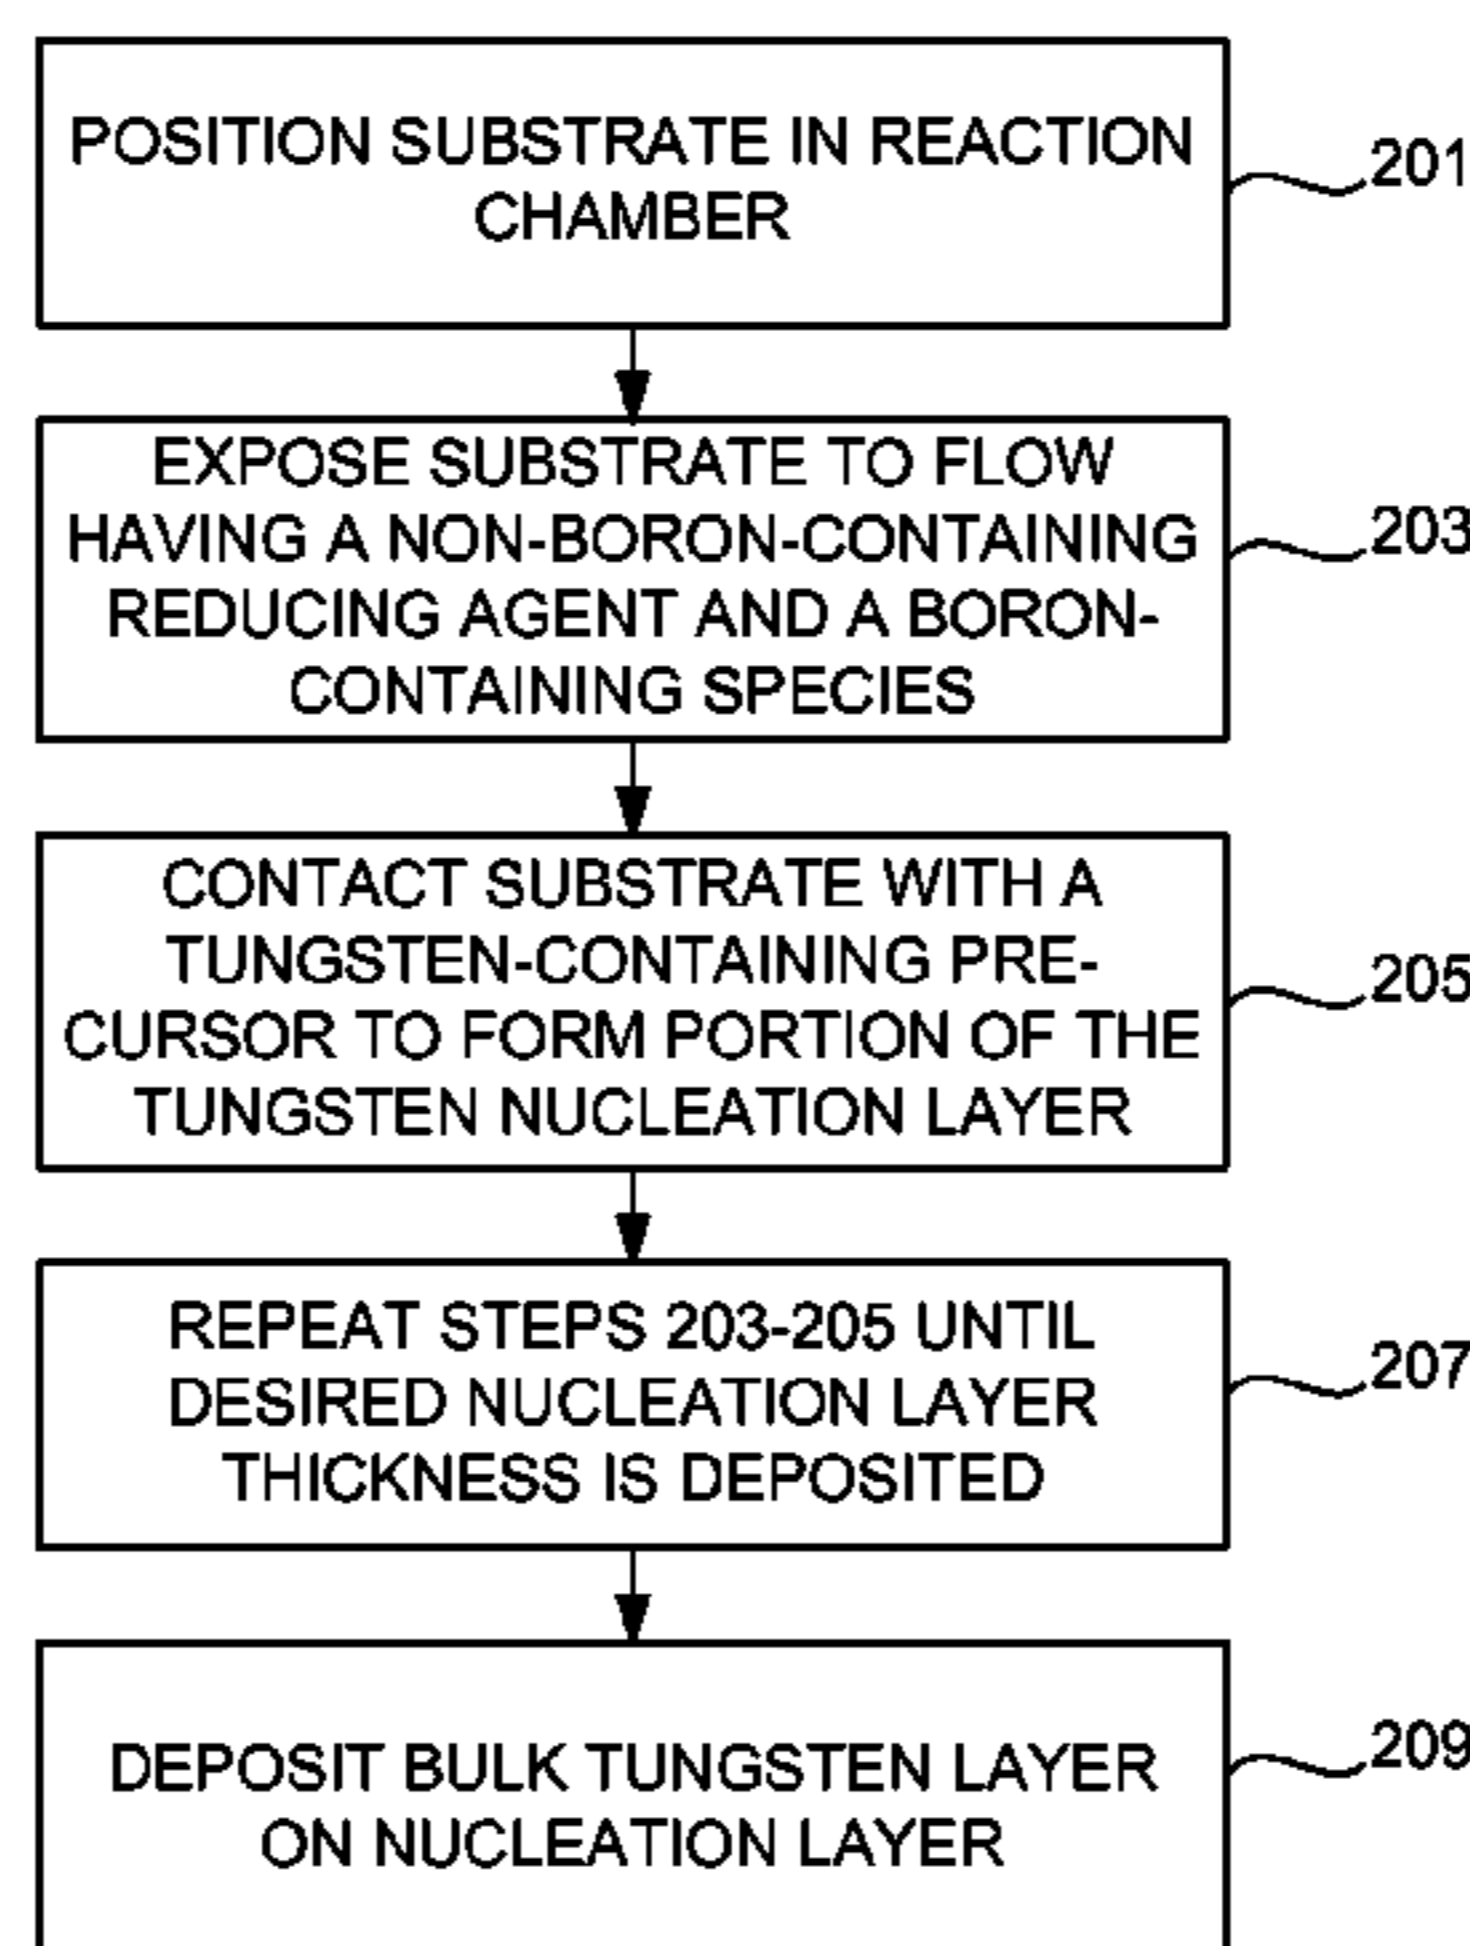 POSITION SUBSTRATE IN REACTION
CHAMBER
201
EXPOSE SUBSTRATE TO FLOW
HAVING A NON-BORON-CONTAINING
REDUCING AGENT AND A BORON-
CONTAINING SPECIES
203
CONTACT SUBSTRATE WITH A
TUNGSTEN-CONTAINING PRE-
CURSOR TO FORM PORTION OF THE
TUNGSTEN NUCLEATION LAYER
205
REPEAT STEPS 203-205 UNTIL
DESIRED NUCLEATION LAYER
THICKNESS IS DEPOSITED
207
DEPOSIT BULK TUNGSTEN LAYER
ON NUCLEATION LAYER
209